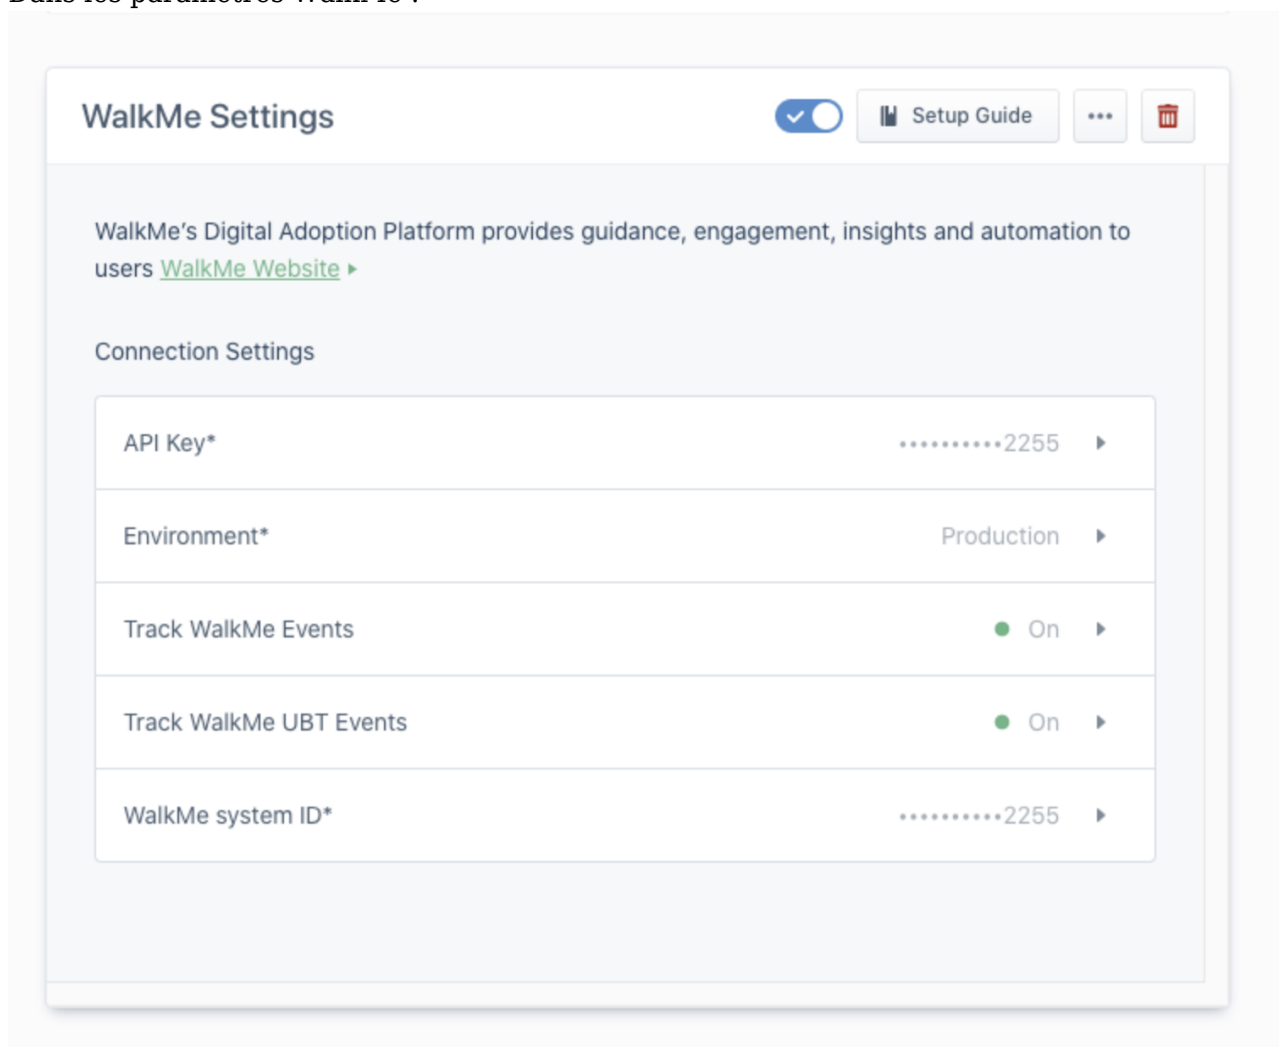 WalkMe Settings
Setup Guide
WalkMe's Digital Adoption Platform provides guidance, engagement, insights and automation to
users WalkMe Website
Connection Settings
API Key* ••••••••••2255
Environment* Production
Track WalkMe Events On
Track WalkMe UBT Events On
WalkMe system ID* ••••••••••2255